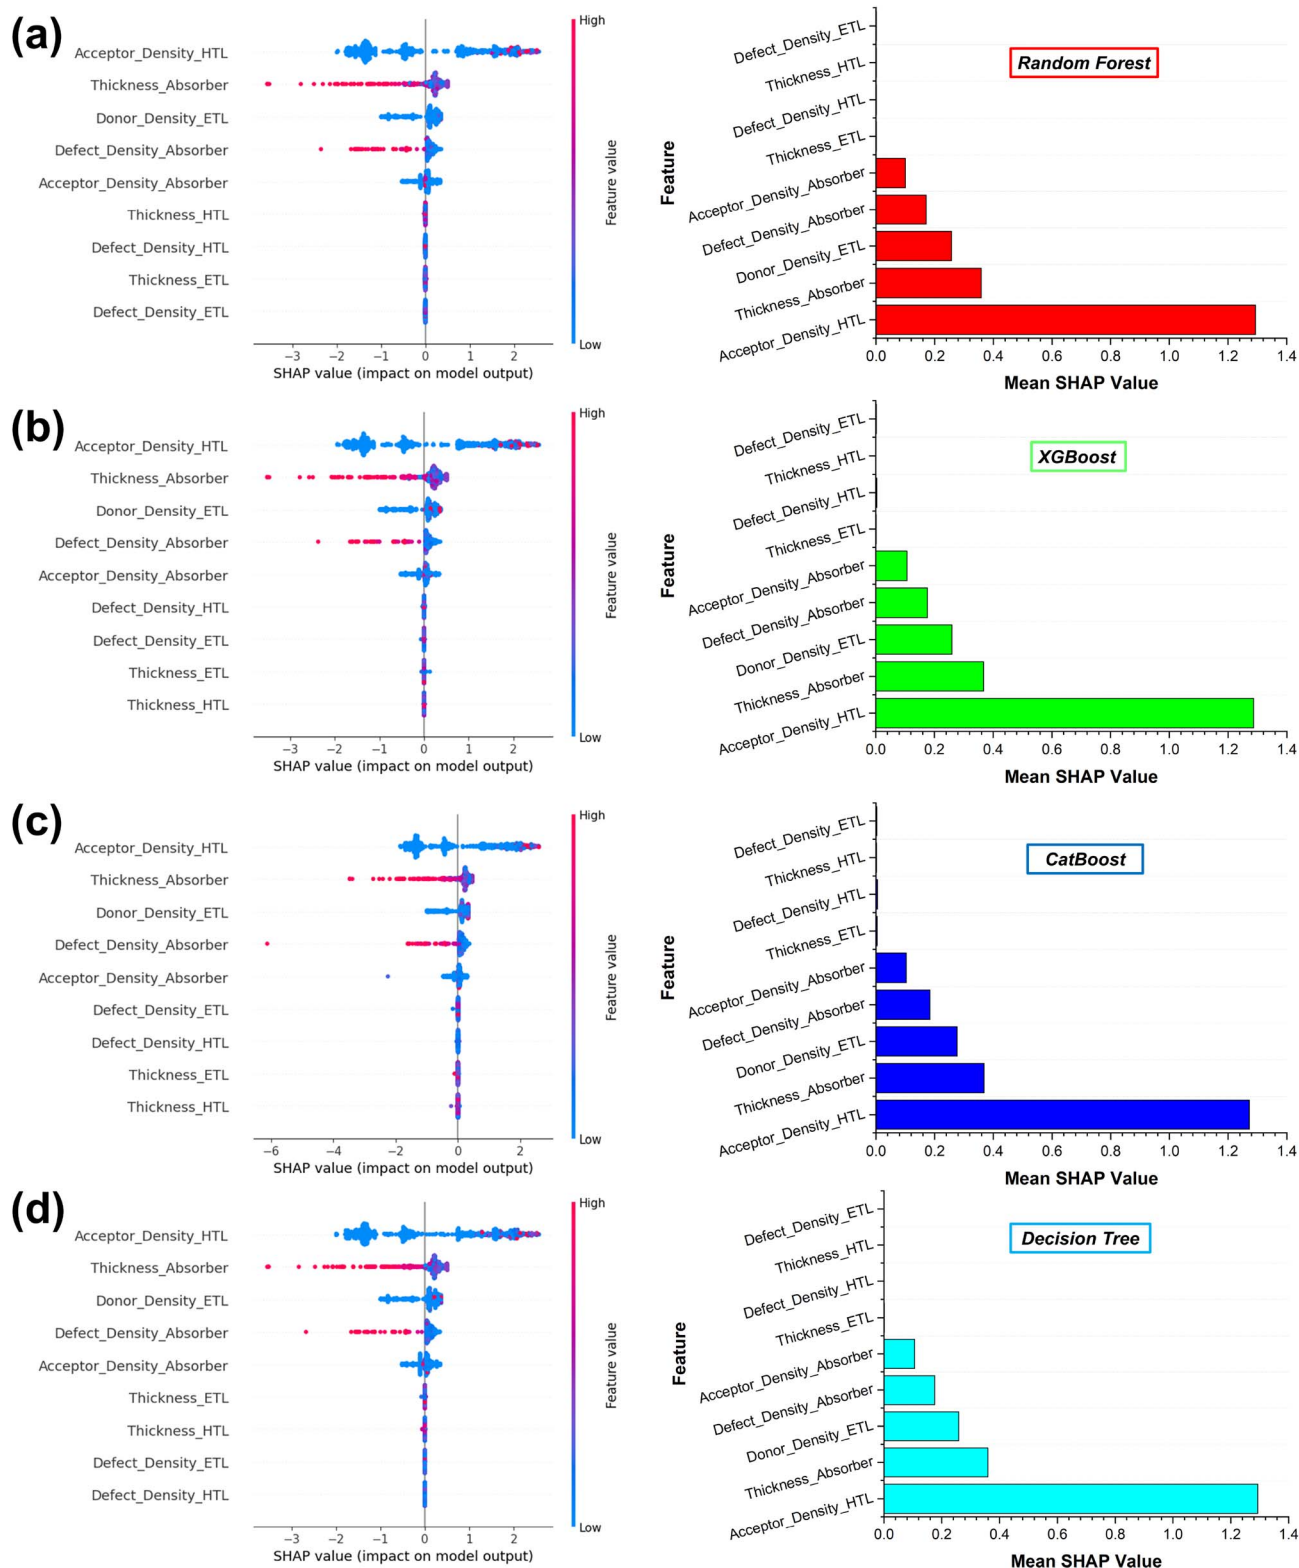 (a)
High
Acceptor_Density_HTL
Thickness_Absorber
Donor_Density_ETL
Defect_Density_Absorber
Acceptor_Density_Absorber
Thickness_HTL
Defect_Density_HTL
Thickness_ETL
Defect_Density_ETL
Feature value
Low
−3 −2 −1 0 1 2
SHAP value (impact on model output)
Random Forest
Feature
Defect_Density_ETL
Thickness_HTL
Defect_Density_HTL
Thickness_ETL
Acceptor_Density_Absorber
Defect_Density_Absorber
Donor_Density_ETL
Thickness_Absorber
Acceptor_Density_HTL
0.0 0.2 0.4 0.6 0.8 1.0 1.2 1.4
Mean SHAP Value
(b)
High
Acceptor_Density_HTL
Thickness_Absorber
Donor_Density_ETL
Defect_Density_Absorber
Acceptor_Density_Absorber
Defect_Density_HTL
Defect_Density_ETL
Thickness_ETL
Thickness_HTL
Feature value
Low
−3 −2 −1 0 1 2
SHAP value (impact on model output)
XGBoost
Feature
Defect_Density_ETL
Thickness_HTL
Defect_Density_HTL
Thickness_ETL
Acceptor_Density_Absorber
Defect_Density_Absorber
Donor_Density_ETL
Thickness_Absorber
Acceptor_Density_HTL
0.0 0.2 0.4 0.6 0.8 1.0 1.2 1.4
Mean SHAP Value
(c)
High
Acceptor_Density_HTL
Thickness_Absorber
Donor_Density_ETL
Defect_Density_Absorber
Acceptor_Density_Absorber
Defect_Density_ETL
Defect_Density_HTL
Thickness_ETL
Thickness_HTL
Feature value
Low
−6 −4 −2 0 2
SHAP value (impact on model output)
CatBoost
Feature
Defect_Density_ETL
Thickness_HTL
Defect_Density_HTL
Thickness_ETL
Acceptor_Density_Absorber
Defect_Density_Absorber
Donor_Density_ETL
Thickness_Absorber
Acceptor_Density_HTL
0.0 0.2 0.4 0.6 0.8 1.0 1.2 1.4
Mean SHAP Value
(d)
High
Acceptor_Density_HTL
Thickness_Absorber
Donor_Density_ETL
Defect_Density_Absorber
Acceptor_Density_Absorber
Thickness_ETL
Thickness_HTL
Defect_Density_ETL
Defect_Density_HTL
Feature value
Low
−3 −2 −1 0 1 2
SHAP value (impact on model output)
Decision Tree
Feature
Defect_Density_ETL
Thickness_HTL
Defect_Density_HTL
Thickness_ETL
Acceptor_Density_Absorber
Defect_Density_Absorber
Donor_Density_ETL
Thickness_Absorber
Acceptor_Density_HTL
0.0 0.2 0.4 0.6 0.8 1.0 1.2 1.4
Mean SHAP Value